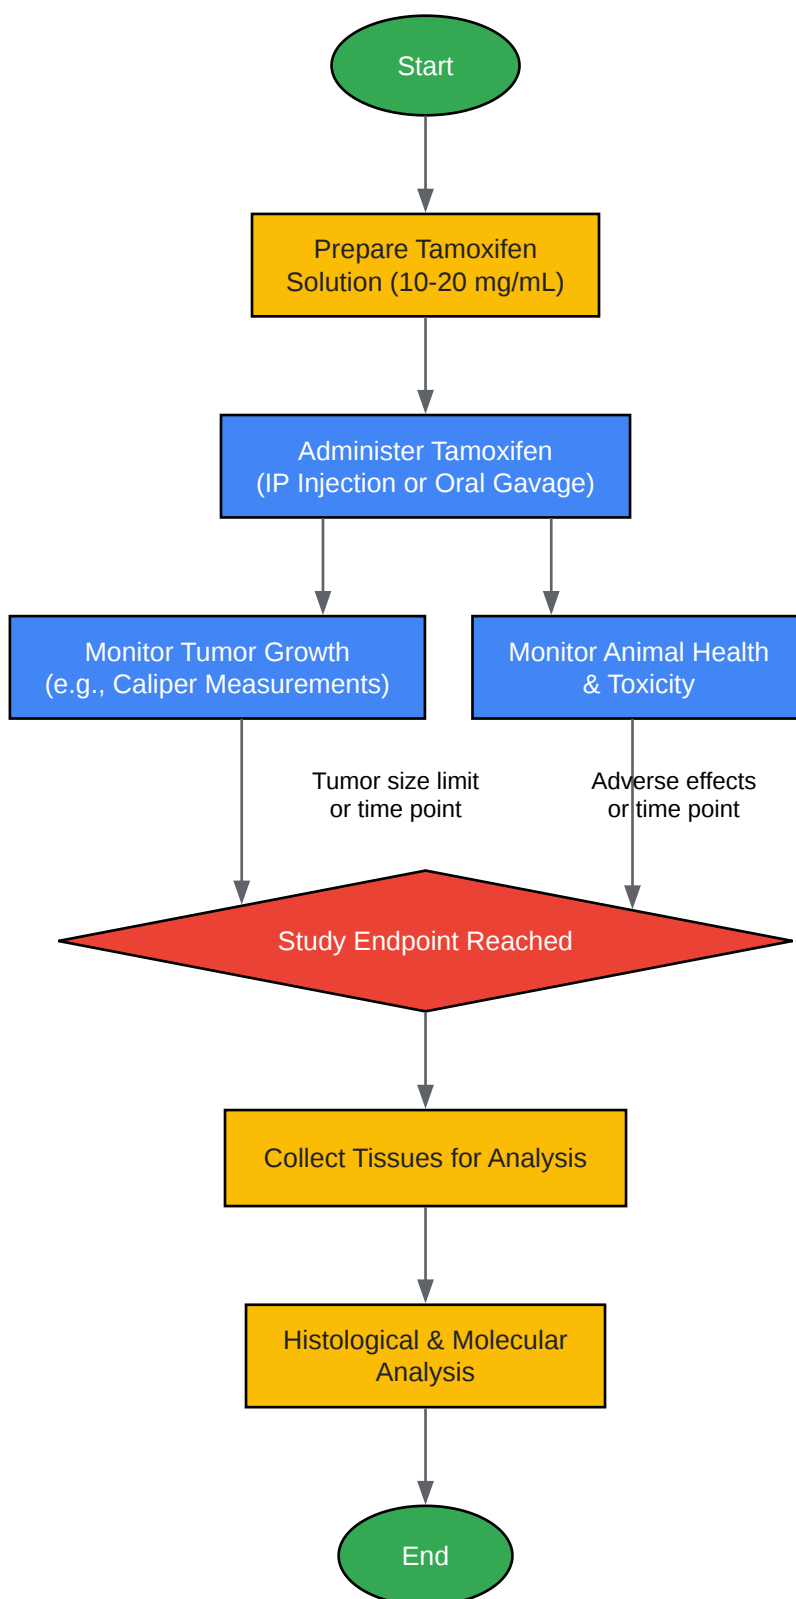 Start
Prepare Tamoxifen
Solution (10-20 mg/mL)
Administer Tamoxifen
(IP Injection or Oral Gavage)
Monitor Tumor Growth
(e.g., Caliper Measurements)
Monitor Animal Health
& Toxicity
Tumor size limit
or time point
Adverse effects
or time point
Study Endpoint Reached
Collect Tissues for Analysis
Histological & Molecular
Analysis
End